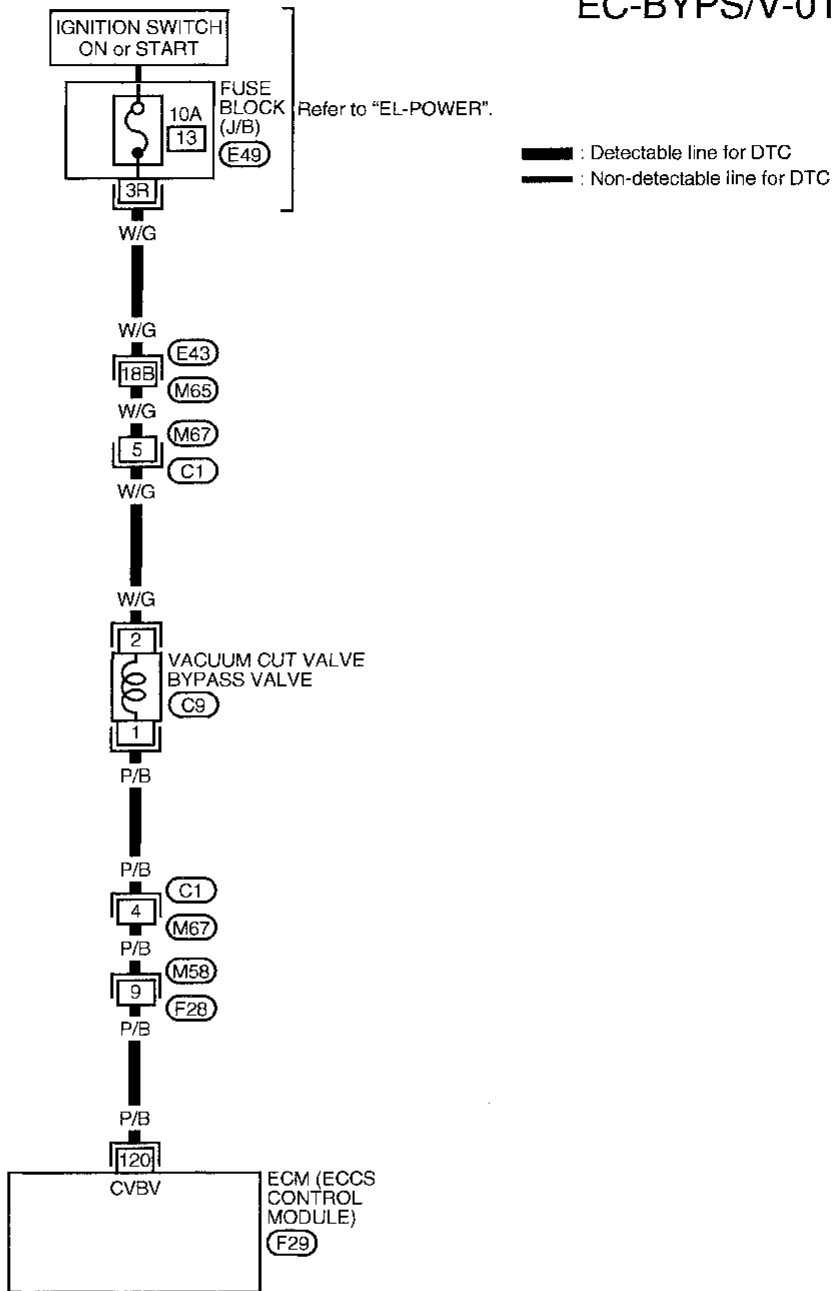 EC-BYPS/V-01
IGNITION SWITCH
ON or START
FUSE
BLOCK
(J/B)
E49
10A
13
Refer to "EL-POWER".
: Detectable line for DTC
: Non-detectable line for DTC
3R
W/G
W/G
E43
18B
M65
W/G
M67
5
C1
W/G
W/G
2
VACUUM CUT VALVE
BYPASS VALVE
C9
1
P/B
P/B
C1
4
M67
P/B
M58
9
F28
P/B
P/B
120
CVBV
ECM (ECCS
CONTROL
MODULE)
F29